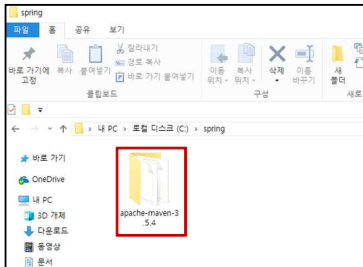 spring
파일 홈 공유 보기
바로 가기에 고정
복사
붙여넣기
잘라내기
경로 복사
바로 가기 붙여넣기
이동 위치
복사 위치
삭제
이름 바꾸기
새 폴더
클립보드
구성
새로
내 PC > 로컬 디스크 (C:) > spring
바로 가기
OneDrive
내 PC
3D 개체
다운로드
동영상
문서
apache-maven-3
.5.4